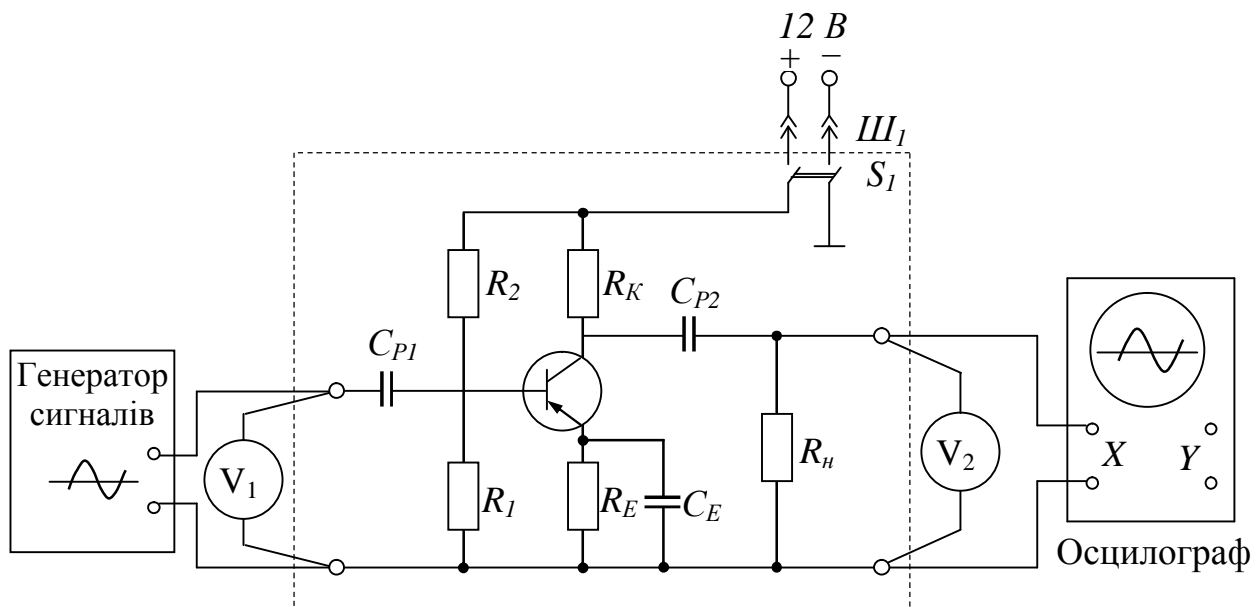 12 В
+ −
Ш1
S1
R2
RК
CР2
CР1
Генератор
сигналів
V1
R1
RЕ
CЕ
Rн
V2
X
Y
Осцилограф